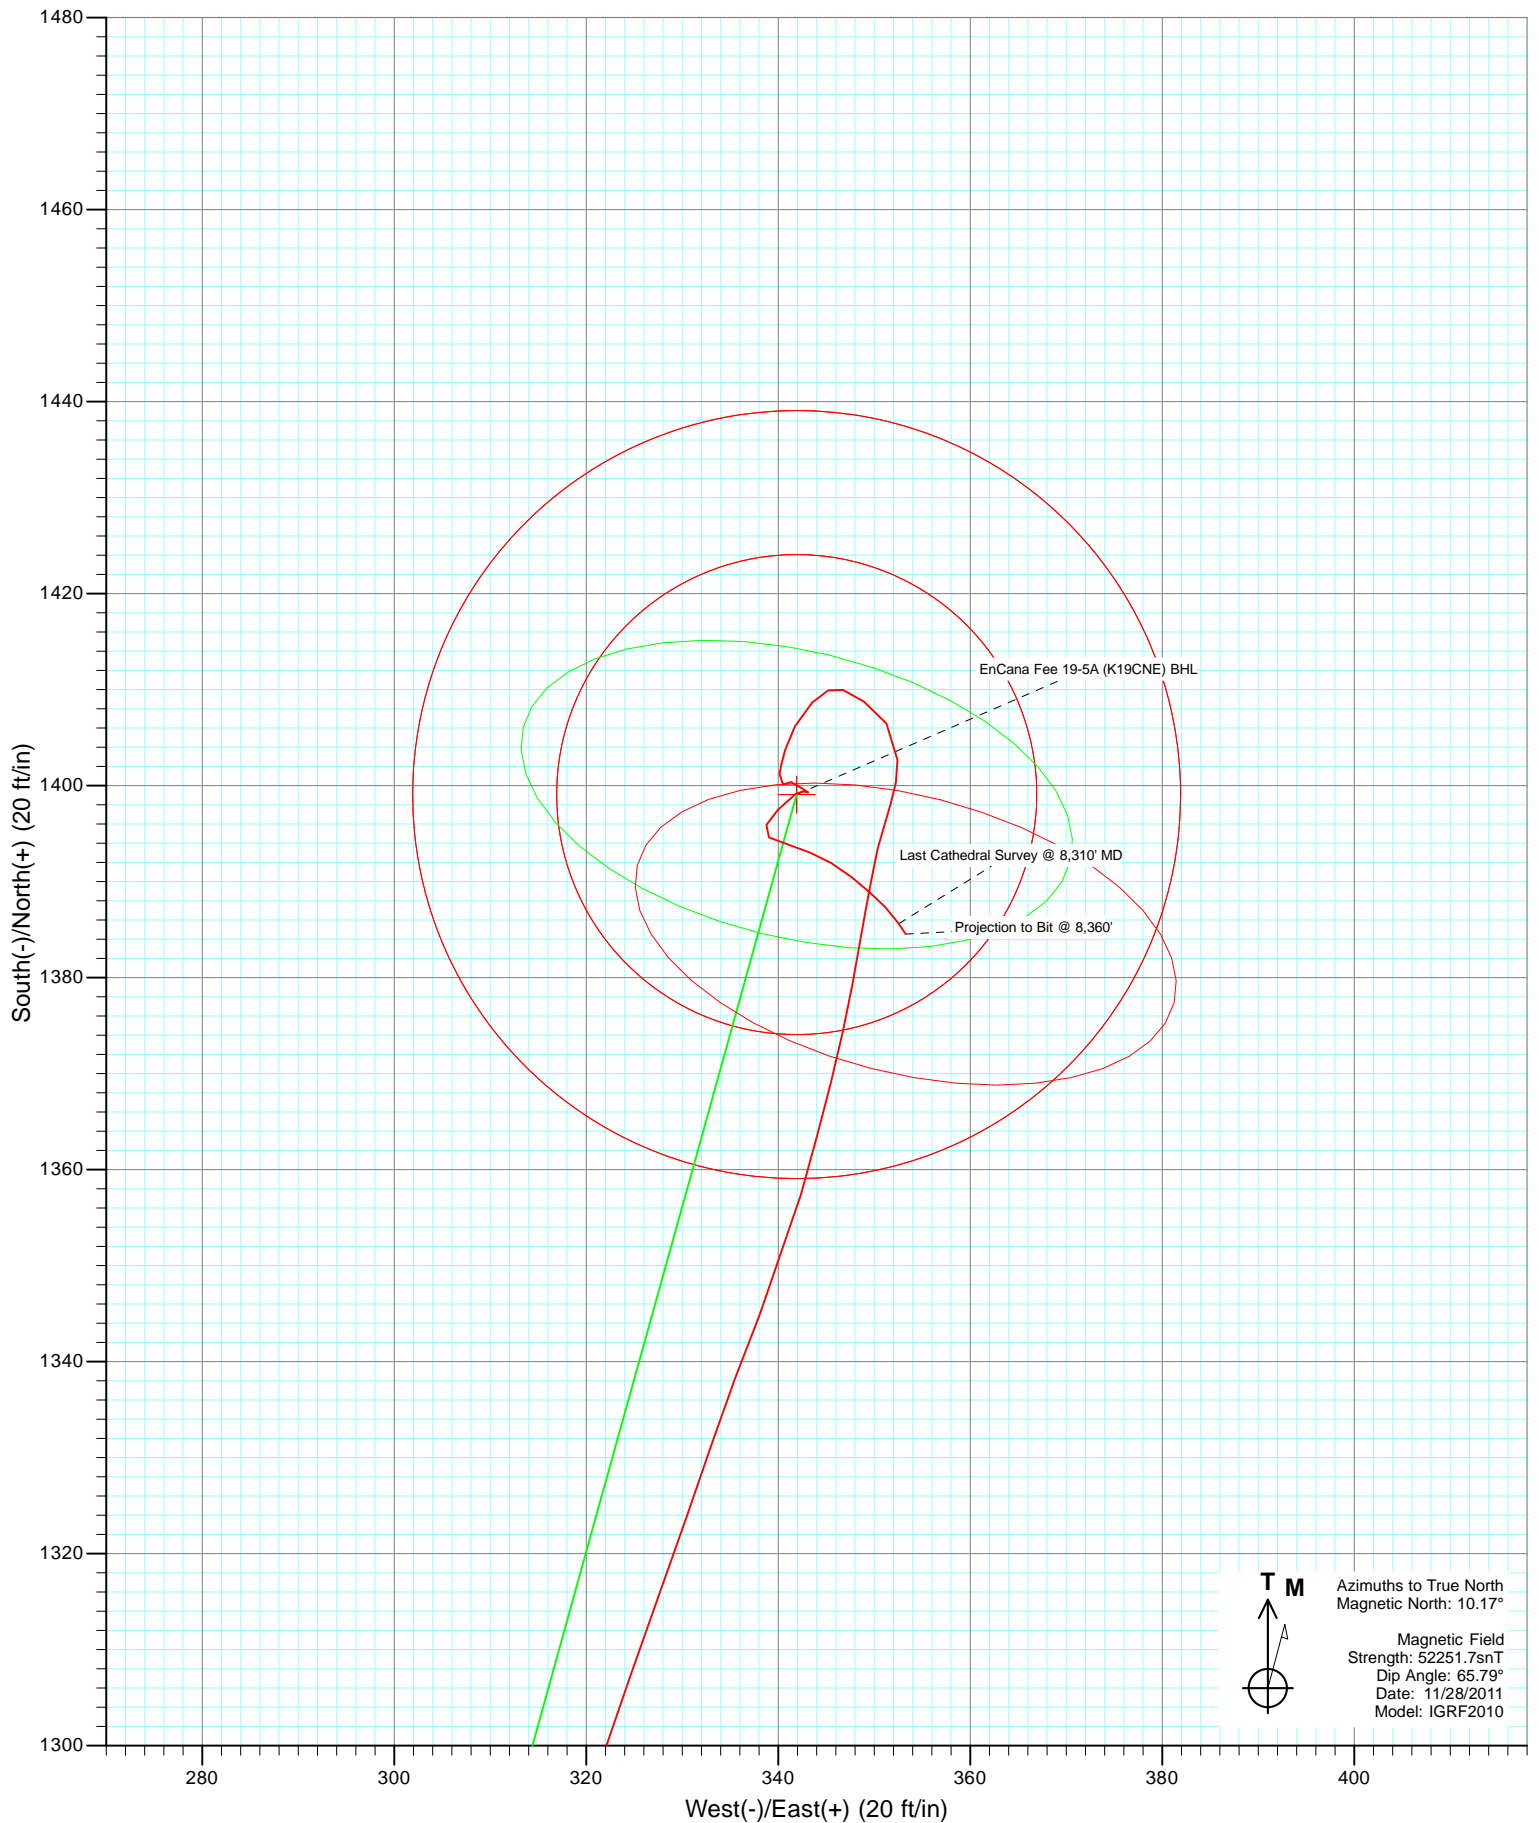 1480
1460
1440
1420
1400
1380
1360
1340
1320
1300
South(-)/North(+) (20 ft/in)
EnCana Fee 19-5A (K19CNE) BHL
Last Cathedral Survey @ 8,310' MD
Projection to Bit @ 8,360'
T M
Azimuths to True North
Magnetic North: 10.17°
Magnetic Field
Strength: 52251.7snT
Dip Angle: 65.79°
Date: 11/28/2011
Model: IGRF2010
280 300 320 340 360 380 400
West(-)/East(+) (20 ft/in)